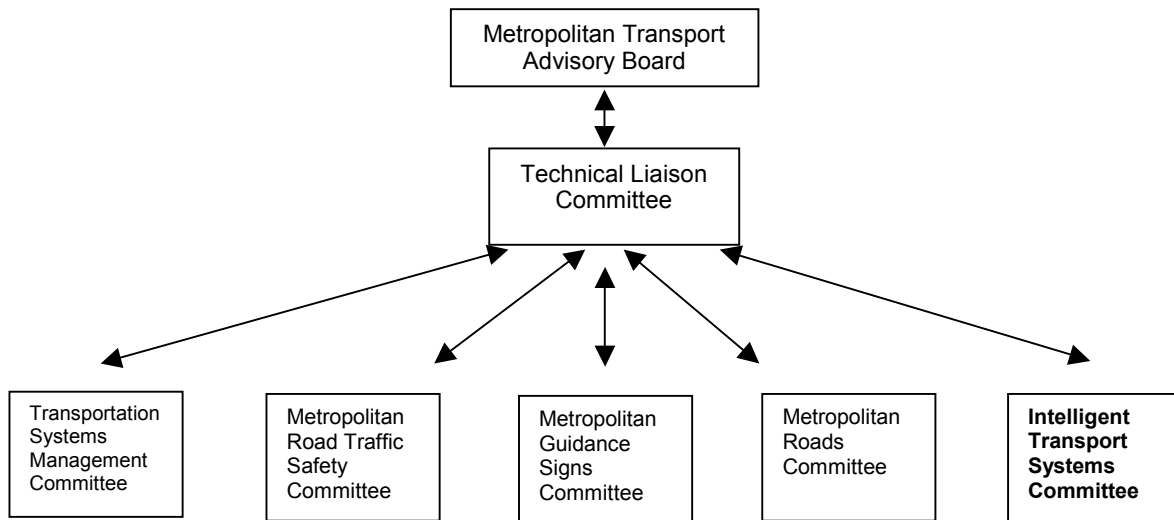 Metropolitan Transport
Advisory Board
Technical Liaison
Committee
Transportation
Systems
Management
Committee
Metropolitan
Road Traffic
Safety
Committee
Metropolitan
Guidance
Signs
Committee
Metropolitan
Roads
Committee
Intelligent
Transport
Systems
Committee